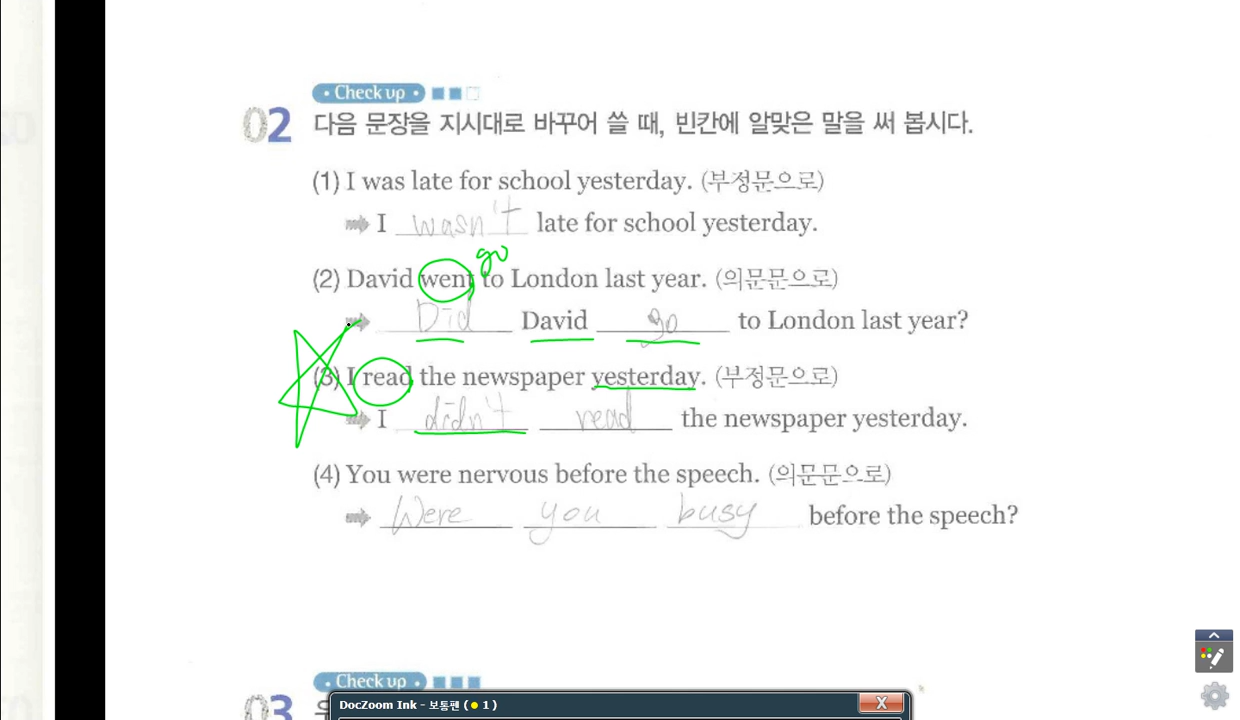 • Check up •
02 다음 문장을 지시대로 바꾸어 쓸 때, 빈칸에 알맞은 말을 써 봅시다.
(1) I was late for school yesterday. (부정문으로)
➡ I wasn't late for school yesterday.
go
(2) David went to London last year. (의문문으로)
➡ Did David go to London last year?
(3) I read the newspaper yesterday. (부정문으로)
➡ I didn't read the newspaper yesterday.
(4) You were nervous before the speech. (의문문으로)
➡ Were you busy before the speech?
• Check up •
03
DocZoom Ink - 보통펜 ( 1 )
X